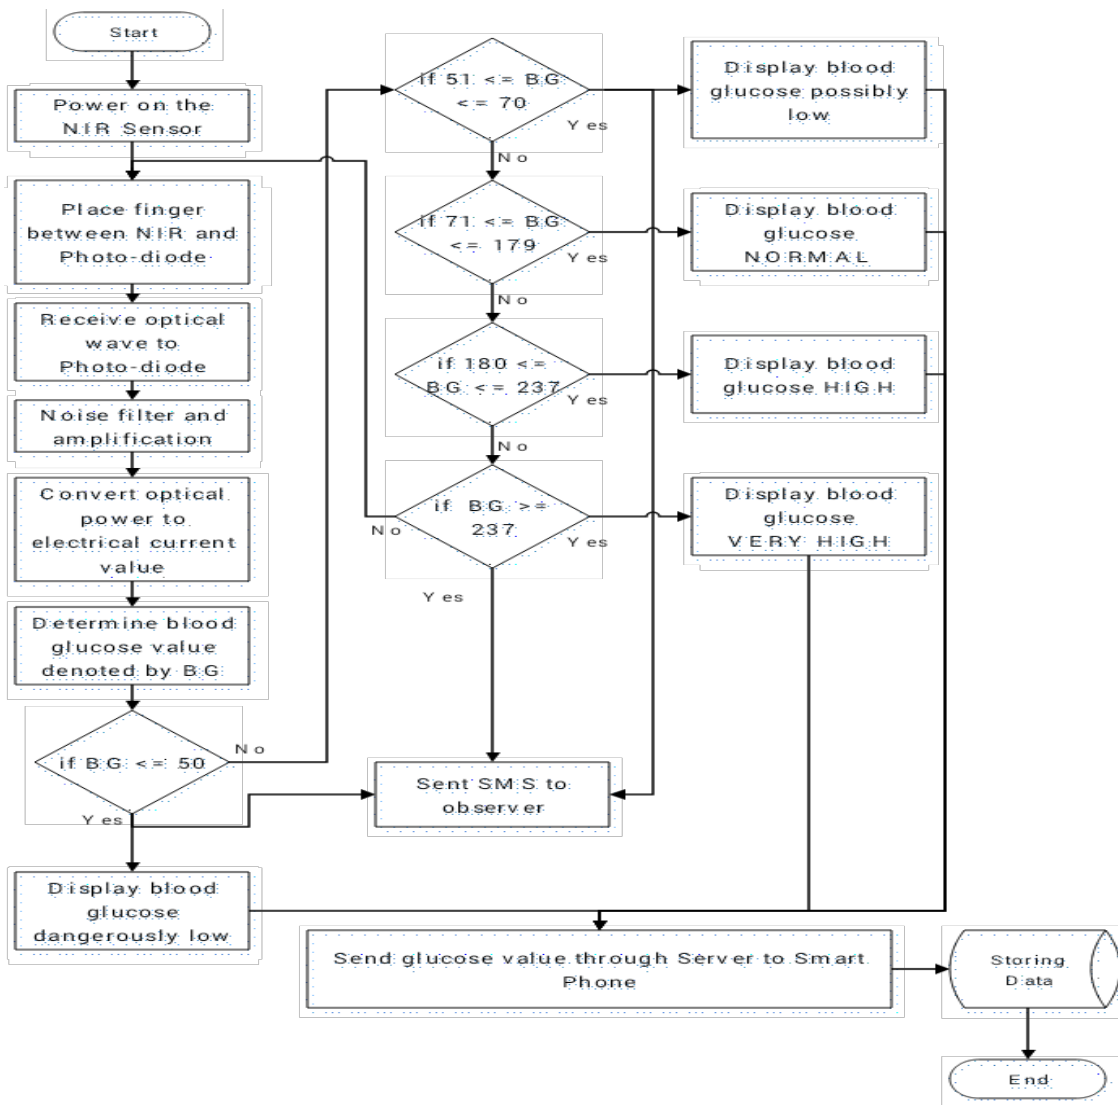 Start
Power on the
NIR Sensor
Place finger
between NIR and
Photo-diode
Receive optical
wave to
Photo-diode
Noise filter and
amplification
Convert optical
power to
electrical current
value
Determine blood
glucose value
denoted by BG
if BG <= 50
No
Yes
Display blood
glucose
dangerously low
if 51 <= BG
<= 70
Yes
No
Display blood
glucose possibly
low
if 71 <= BG
<= 179
Yes
No
Display blood
glucose
NORMAL
if 180 <=
BG <= 237
Yes
No
Display blood
glucose HIGH
if BG >=
237
No
Yes
Yes
Display blood
glucose
VERY HIGH
Sent SMS to
observer
Send glucose value through Server to Smart
Phone
Storing
Data
End